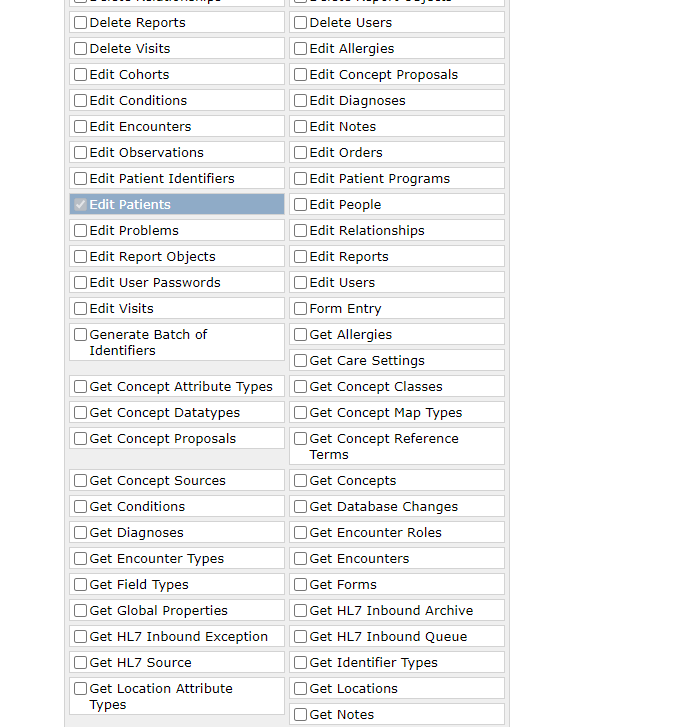 Delete Relationships Delete Report Objects
Delete Reports Delete Users
Delete Visits Edit Allergies
Edit Cohorts Edit Concept Proposals
Edit Conditions Edit Diagnoses
Edit Encounters Edit Notes
Edit Observations Edit Orders
Edit Patient Identifiers Edit Patient Programs
Edit Patients Edit People
Edit Problems Edit Relationships
Edit Report Objects Edit Reports
Edit User Passwords Edit Users
Edit Visits Form Entry
Generate Batch of Get Allergies
Identifiers
Get Care Settings
Get Concept Attribute Types Get Concept Classes
Get Concept Datatypes Get Concept Map Types
Get Concept Proposals Get Concept Reference
Terms
Get Concept Sources Get Concepts
Get Conditions Get Database Changes
Get Diagnoses Get Encounter Roles
Get Encounter Types Get Encounters
Get Field Types Get Forms
Get Global Properties Get HL7 Inbound Archive
Get HL7 Inbound Exception Get HL7 Inbound Queue
Get HL7 Source Get Identifier Types
Get Location Attribute Get Locations
Types
Get Notes